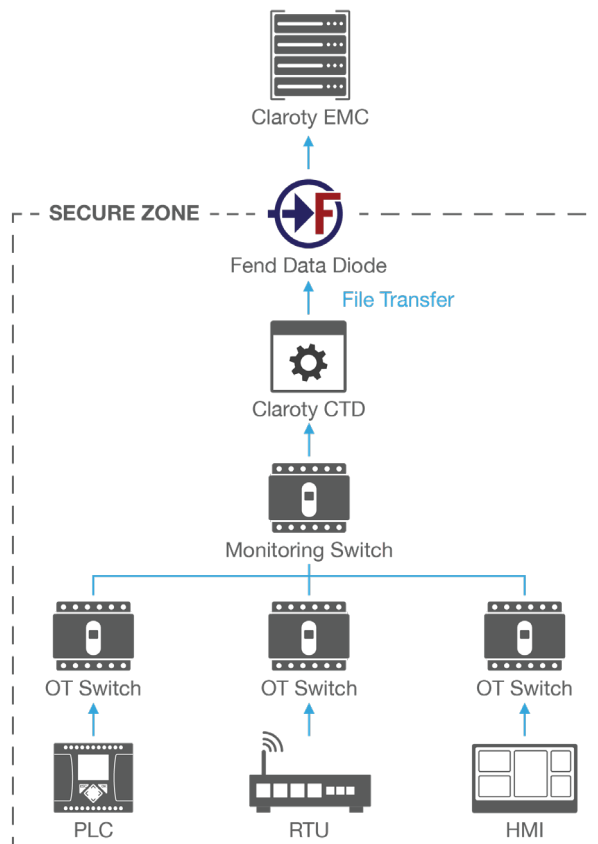 Claroty EMC
SECURE ZONE
F
Fend Data Diode
File Transfer
Claroty CTD
Monitoring Switch
OT Switch OT Switch OT Switch
PLC RTU HMI